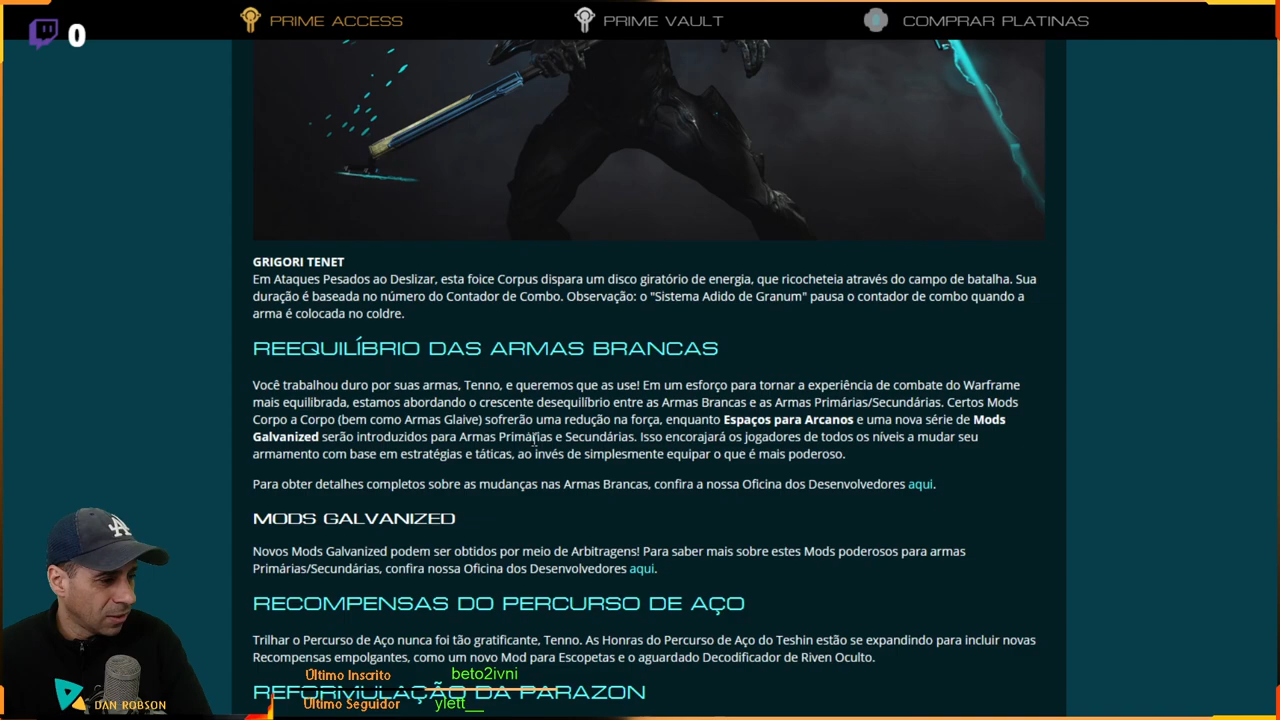 PRIME ACCESS
PRIME VAULT
COMPRAR PLATINAS
0
GRIGORI TENET
Em Ataques Pesados ao Deslizar, esta foice Corpus dispara um disco giratório de energia, que ricocheteia através do campo de batalha. Sua
duração é baseada no número do Contador de Combo. Observação: o "Sistema Adido de Granum" pausa o contador de combo quando a
arma é colocada no coldre.
REEQUILÍBRIO DAS ARMAS BRANCAS
Você trabalhou duro por suas armas, Tenno, e queremos que as use! Em um esforço para tornar a experiência de combate do Warframe
mais equilibrada, estamos abordando o crescente desequilíbrio entre as Armas Brancas e as Armas Primárias/Secundárias. Certos Mods
Corpo a Corpo (bem como Armas Glaive) sofrerão uma redução na força, enquanto Espaços para Arcanos e uma nova série de Mods
Galvanized serão introduzidos para Armas Primárias e Secundárias. Isso encorajará os jogadores de todos os níveis a mudar seu
armamento com base em estratégias e táticas, ao invés de simplesmente equipar o que é mais poderoso.
Para obter detalhes completos sobre as mudanças nas Armas Brancas, confira a nossa Oficina dos Desenvolvedores aqui.
MODS GALVANIZED
Novos Mods Galvanized podem ser obtidos por meio de Arbitragens! Para saber mais sobre estes Mods poderosos para armas
Primárias/Secundárias, confira nossa Oficina dos Desenvolvedores aqui.
RECOMPENSAS DO PERCURSO DE AÇO
Trilhar o Percurso de Aço nunca foi tão gratificante, Tenno. As Honras do Percurso de Aço do Teshin estão se expandindo para incluir novas
Recompensas empolgantes, como um novo Mod para Escopetas e o aguardado Decodificador de Riven Oculto.
Último Inscrito
beto2ivni
REFORMULAÇÃO DA PARAZON
Último Seguidor
ylett__
DAN ROBSON